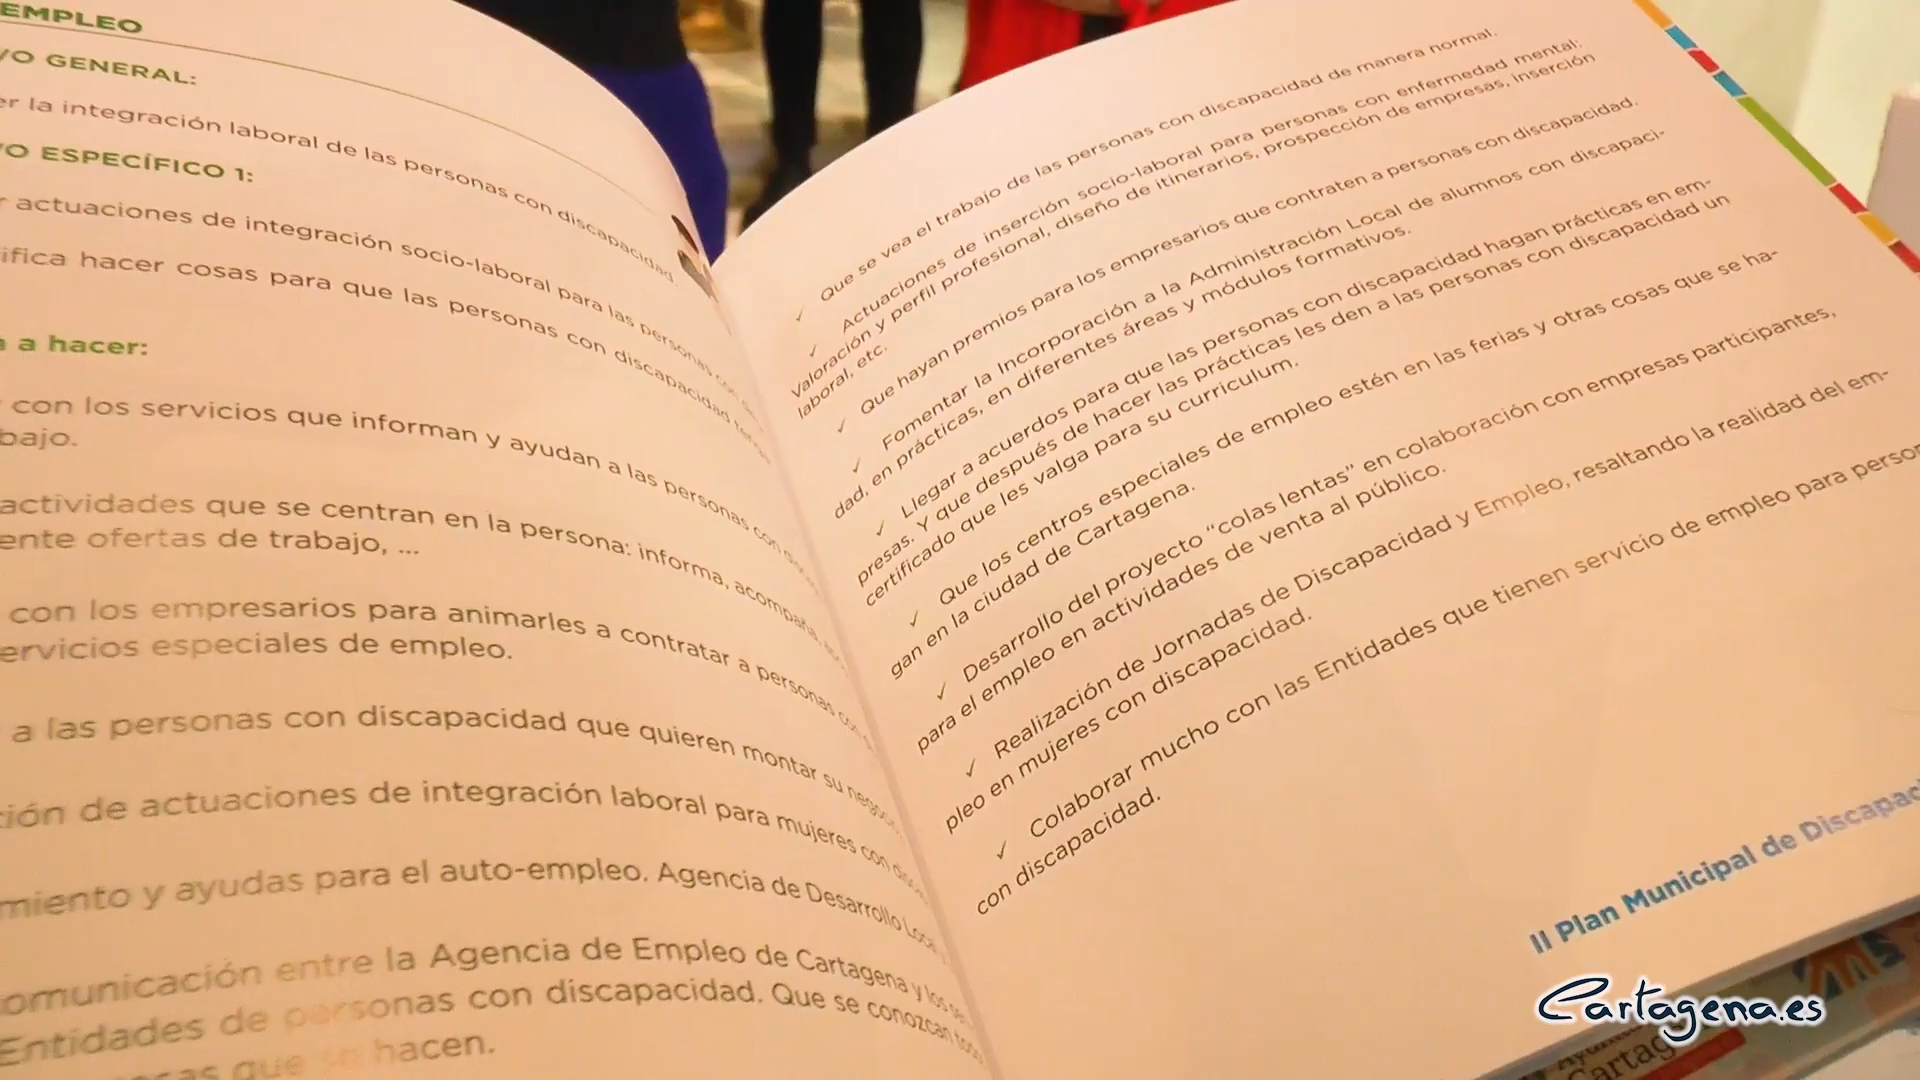 EMPLEO
VO GENERAL:
er la integración laboral de las personas con discapacidad.
VO ESPECÍFICO 1:
r actuaciones de integración socio-laboral para las personas con
ifica hacer cosas para que las personas con discapacidad
a hacer:
con los servicios que informan y ayudan a las personas con
bajo.
actividades que se centran en la persona: informa, acompaña,
ente ofertas de trabajo, ...
con los empresarios para animarles a contratar a personas
ervicios especiales de empleo.
a las personas con discapacidad que quieren montar su
ión de actuaciones de integración laboral para mujeres con
miento y ayudas para el auto-empleo. Agencia de Desarrollo
omunicación entre la Agencia de Empleo de Cartagena y los
Entidades de personas con discapacidad. Que se conozcan
que se hacen.
✓ Que se vea el trabajo de las personas con discapacidad de manera normal.
✓ Actuaciones de inserción socio-laboral para personas con enfermedad mental:
Valoración y perfil profesional, diseño de itinerarios, prospección de empresas, inserción
laboral, etc.
✓ Que hayan premios para los empresarios que contraten a personas con discapacidad.
✓ Fomentar la Incorporación a la Administración Local de alumnos con discapaci-
dad, en prácticas, en diferentes áreas y módulos formativos.
✓ Llegar a acuerdos para que las personas con discapacidad hagan prácticas en em-
presas. Y que después de hacer las prácticas les den a las personas con discapacidad un
certificado que les valga para su curriculum.
✓ Que los centros especiales de empleo estén en las ferias y otras cosas que se ha-
gan en la ciudad de Cartagena.
✓ Desarrollo del proyecto “colas lentas” en colaboración con empresas participantes,
para el empleo en actividades de venta al público.
✓ Realización de Jornadas de Discapacidad y Empleo, resaltando la realidad del em-
pleo en mujeres con discapacidad.
✓ Colaborar mucho con las Entidades que tienen servicio de empleo para person
con discapacidad.
II Plan Municipal de Discapaci
Cartagena.es
Cartag